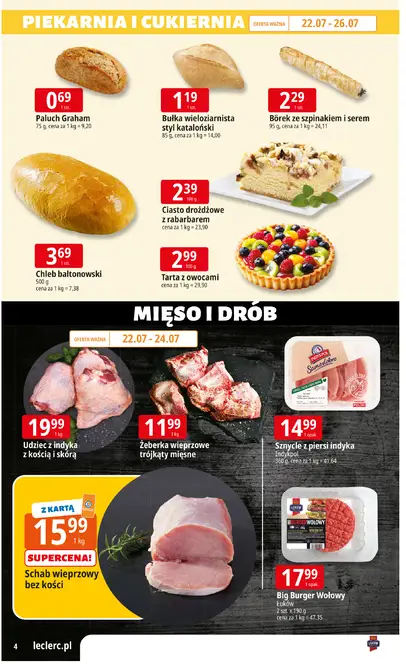 PIEKARNIA I CUKIERNIA
OFERTA WAŻNA 22.07 - 26.07
0 69
1 szt.
Paluch Graham
75 g, cena za 1 kg = 9,20
1 19
1 szt.
Bułka wieloziarnista
styl kataloński
85 g, cena za 1 kg = 14,00
2 29
1 szt.
Börek ze szpinakiem i serem
95 g, cena za 1 kg = 24,11
3 69
1 szt.
Chleb baltonowski
500 g
cena za 1 kg = 7,38
2 39
100 g
Ciasto drożdżowe
z rabarbarem
cena za 1 kg = 23,90
2 99
100 g
Tarta z owocami
cena za 1 kg = 29,90
MIĘSO I DRÓB
OFERTA WAŻNA 22.07 - 24.07
19 99
1 kg
Udziec z indyka
z kością i skórą
11 99
1 kg
Żeberka wieprzowe
trójkąty mięsne
14 99
1 szt.
Sznycle z piersi indyka
Indykpol
360 g, cena za 1 kg = 41,64
Z KARTĄ
15 99
1 kg
SUPERCENA!
Schab wieprzowy
bez kości
17 99
1 szt.
Big Burger Wołowy
Łuków
2 szt. x 190 g
cena za 1 kg = 47,35
4 leclerc.pl